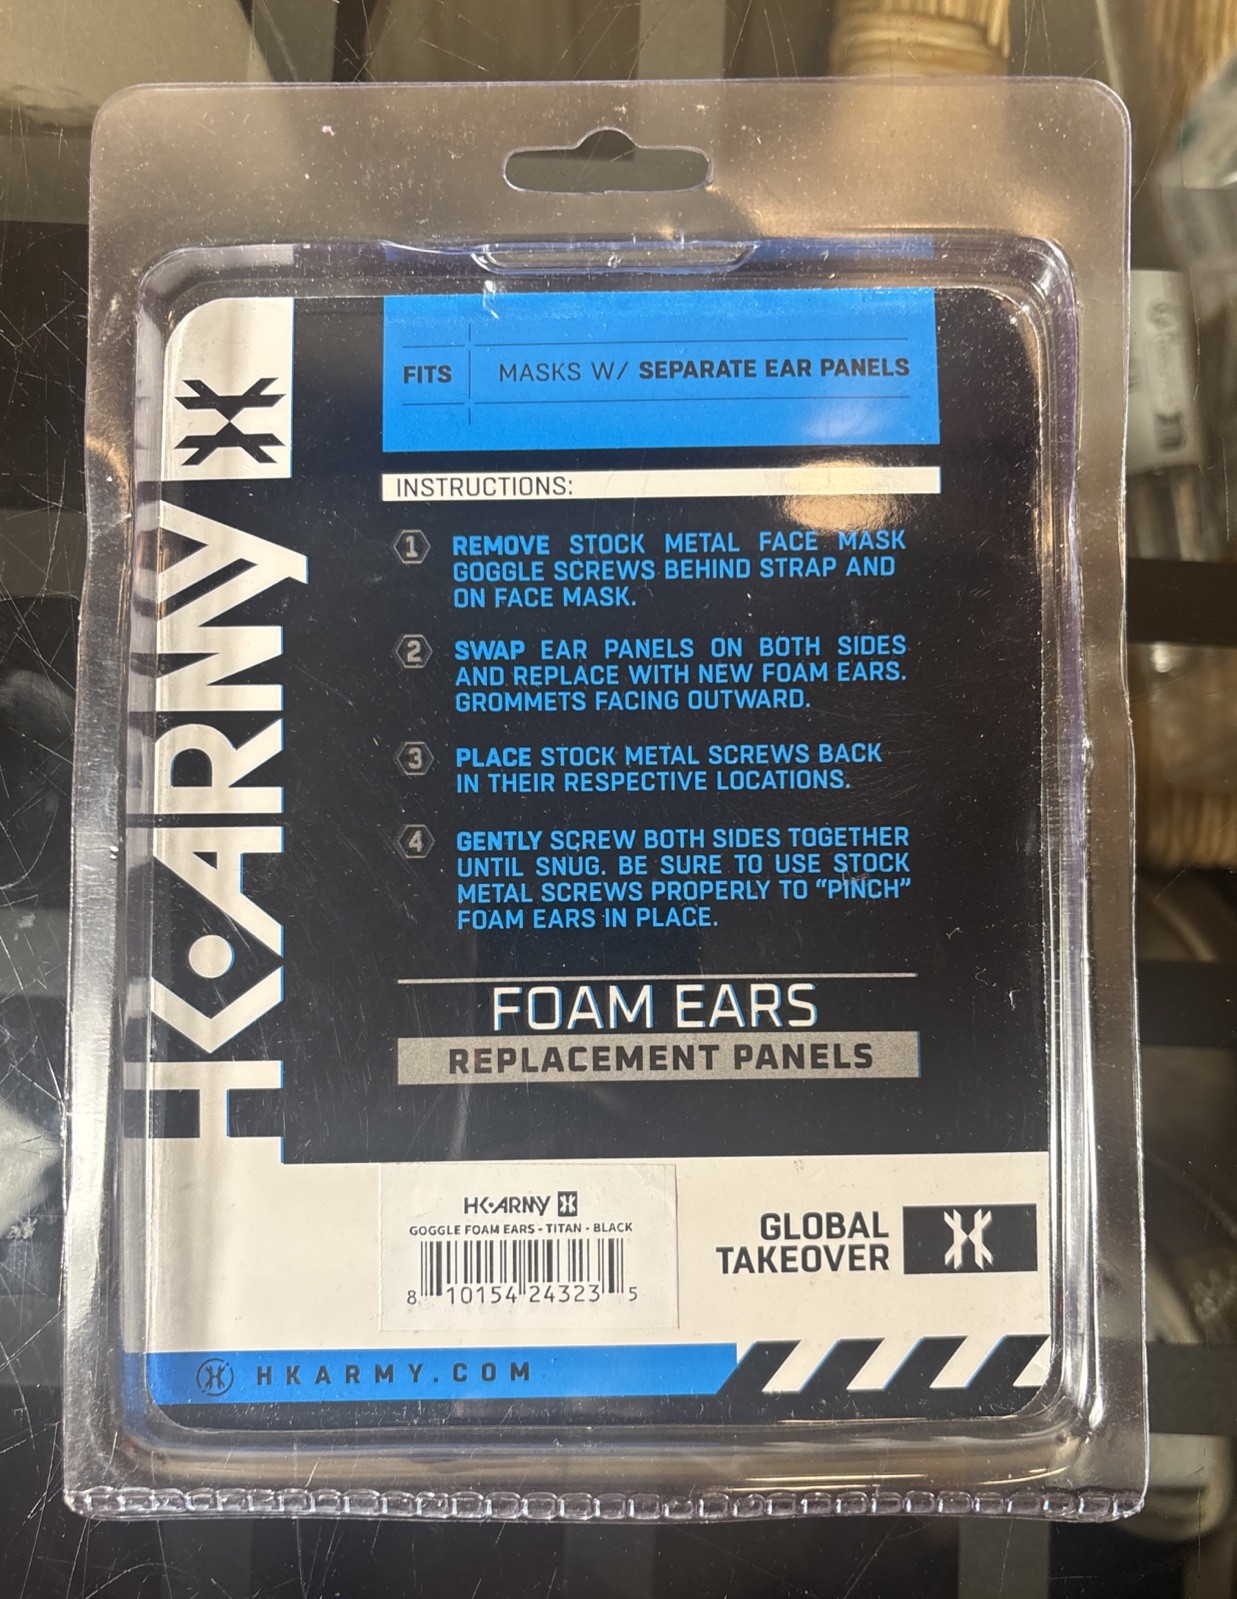 HK ARMY
FITS
MASKS W/ SEPARATE EAR PANELS
INSTRUCTIONS:
1 REMOVE STOCK METAL FACE MASK
GOGGLE SCREWS BEHIND STRAP AND
ON FACE MASK.
2 SWAP EAR PANELS ON BOTH SIDES
AND REPLACE WITH NEW FOAM EARS.
GROMMETS FACING OUTWARD.
3 PLACE STOCK METAL SCREWS BACK
IN THEIR RESPECTIVE LOCATIONS.
4 GENTLY SCREW BOTH SIDES TOGETHER
UNTIL SNUG. BE SURE TO USE STOCK
METAL SCREWS PROPERLY TO “PINCH”
FOAM EARS IN PLACE.
FOAM EARS
REPLACEMENT PANELS
HK ARMY
GOGGLE FOAM EARS - TITAN - BLACK
8 10154 24323 5
GLOBAL
TAKEOVER
HKARMY.COM